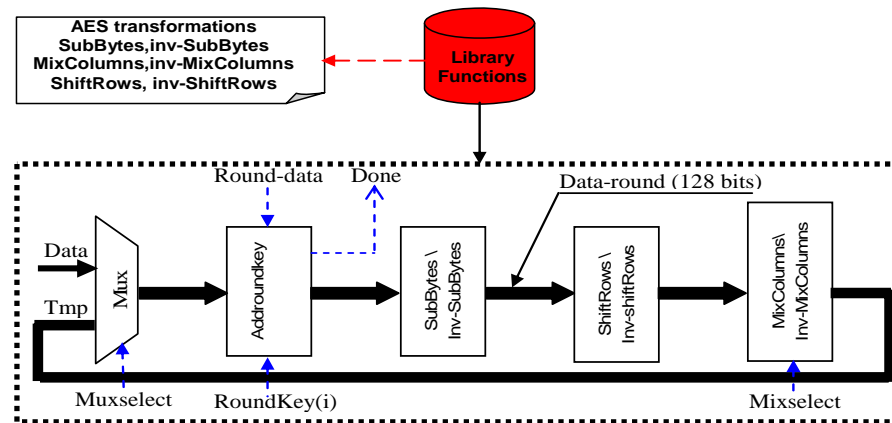 AES transformations
SubBytes,inv-SubBytes
MixColumns,inv-MixColumns
ShiftRows, inv-ShiftRows
Library
Functions
Round-data
Done
Data-round (128 bits)
Data
Tmp
Mux
Addroundkey
SubBytes \
Inv-SubBytes
ShiftRows \
Inv-shiftRows
MixColumns\
Inv-MixColumns
Muxselect
RoundKey(i)
Mixselect